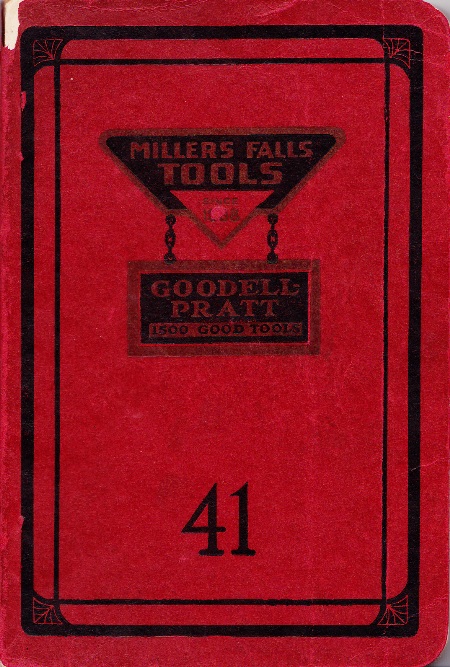 MILLERS FALLS
TOOLS
GOODELL-
PRATT
1500 GOOD TOOLS
41